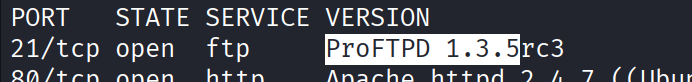 PORT STATE SERVICE VERSION
21/tcp open ftp ProFTPD 1.3.5rc3
80/tcp open http Apache httpd 2.4.7 ((Ubu